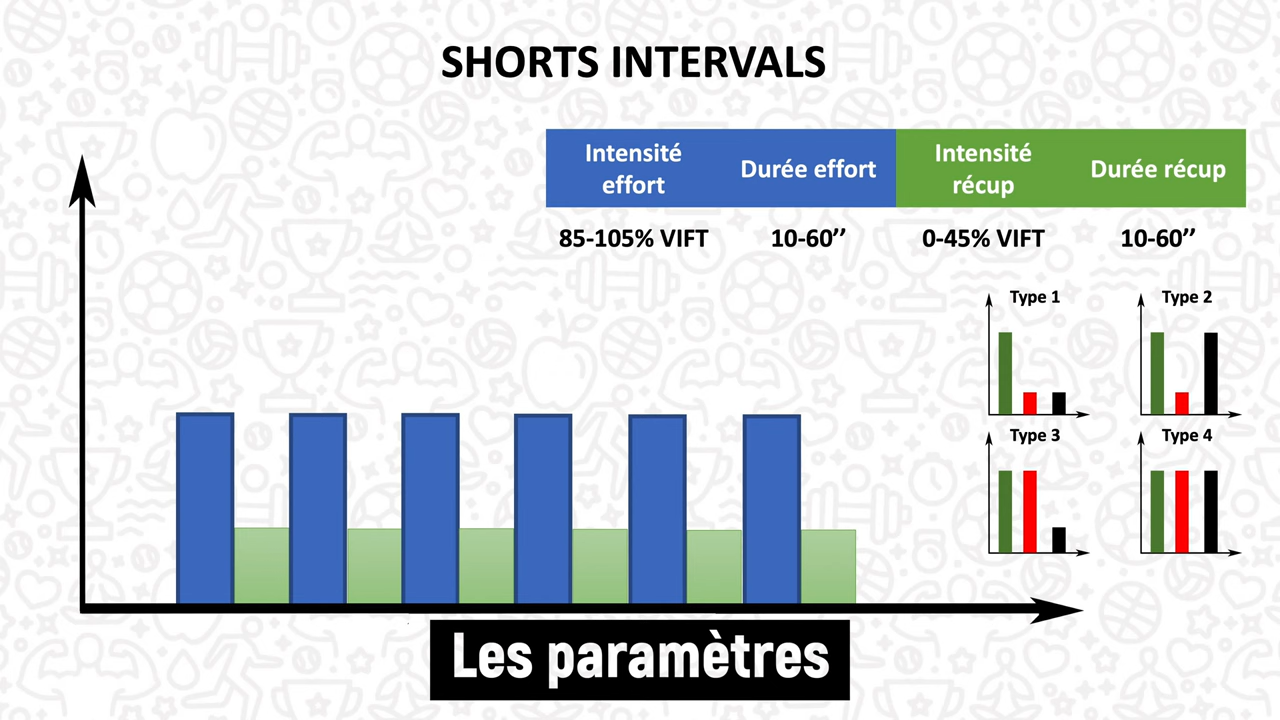 SHORTS INTERVALS
Intensité
effort
Durée effort
Intensité
récup
Durée récup
85-105% VIFT
10-60’’
0-45% VIFT
10-60’’
Type 1
Type 2
Type 3
Type 4
Les paramètres